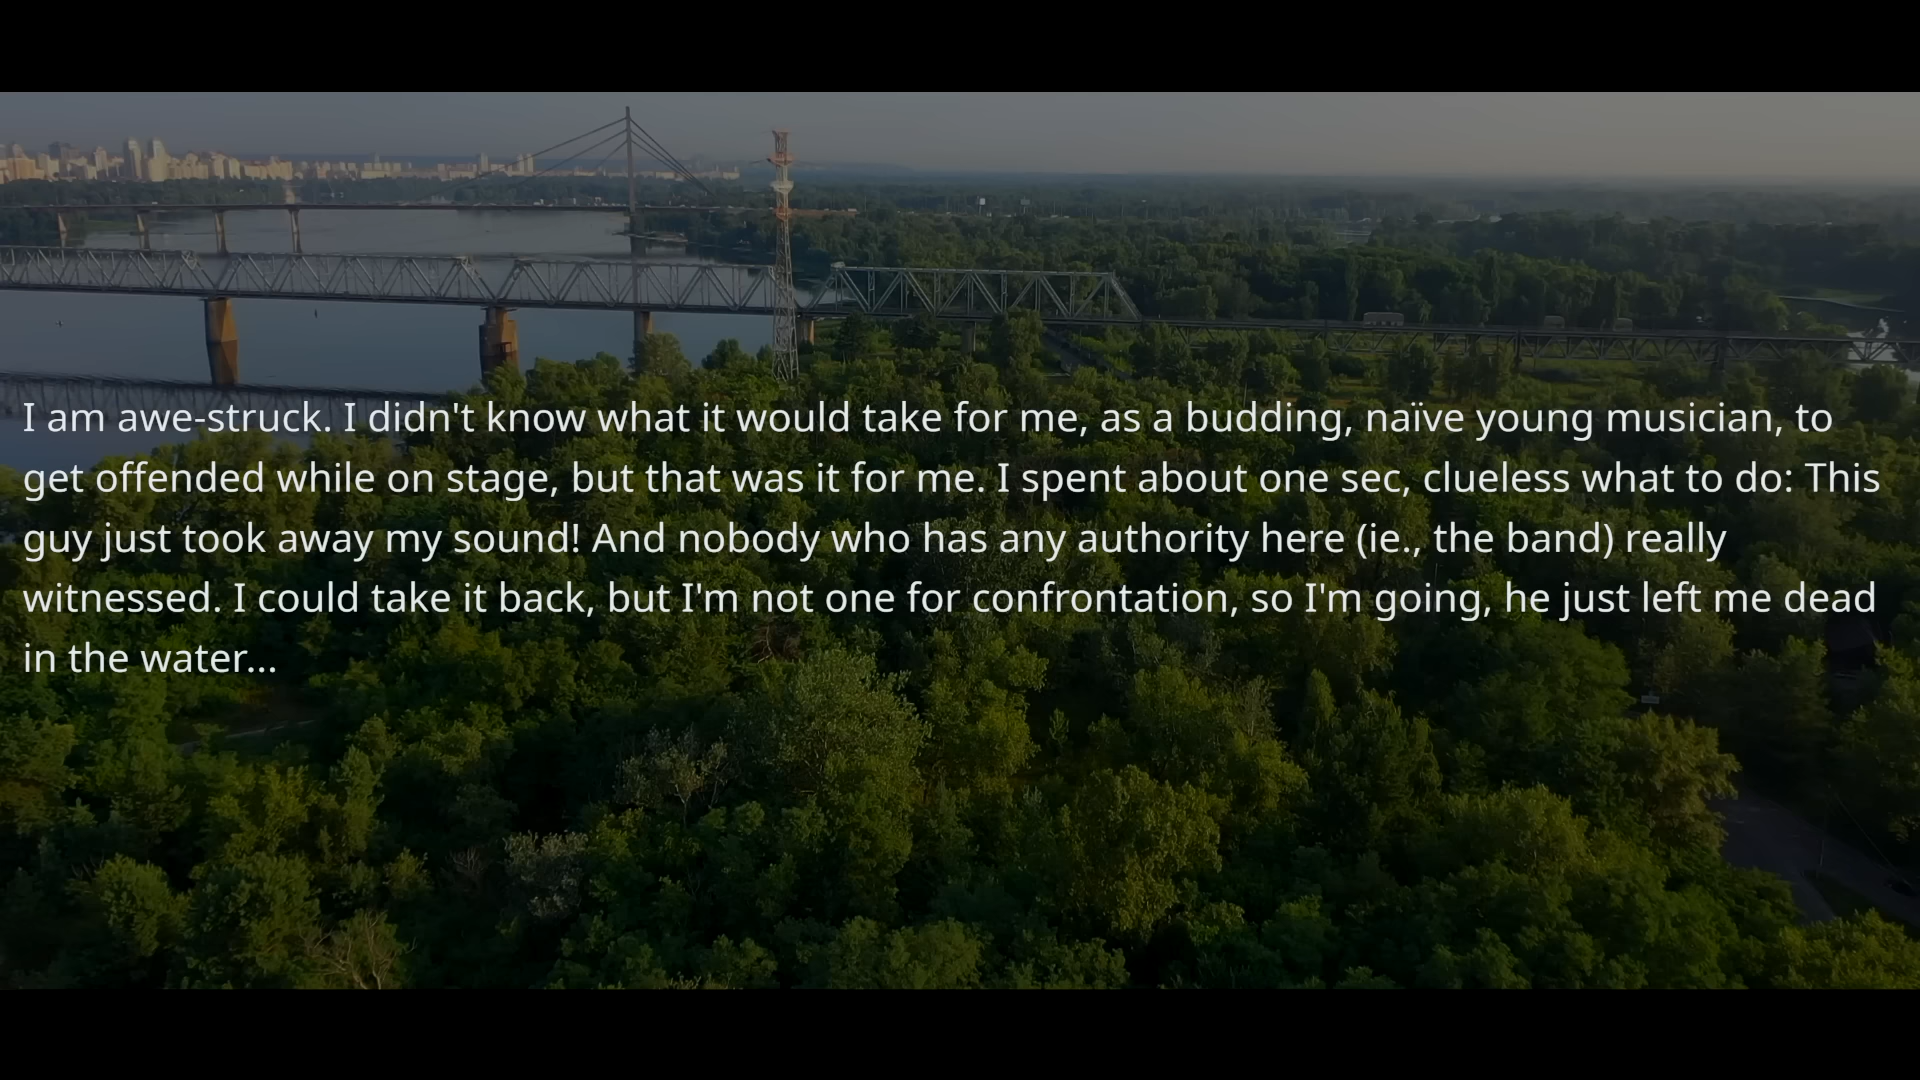 I am awe-struck. I didn't know what it would take for me, as a budding, naïve young musician, to
get offended while on stage, but that was it for me. I spent about one sec, clueless what to do: This
guy just took away my sound! And nobody who has any authority here (ie., the band) really
witnessed. I could take it back, but I'm not one for confrontation, so I'm going, he just left me dead
in the water...